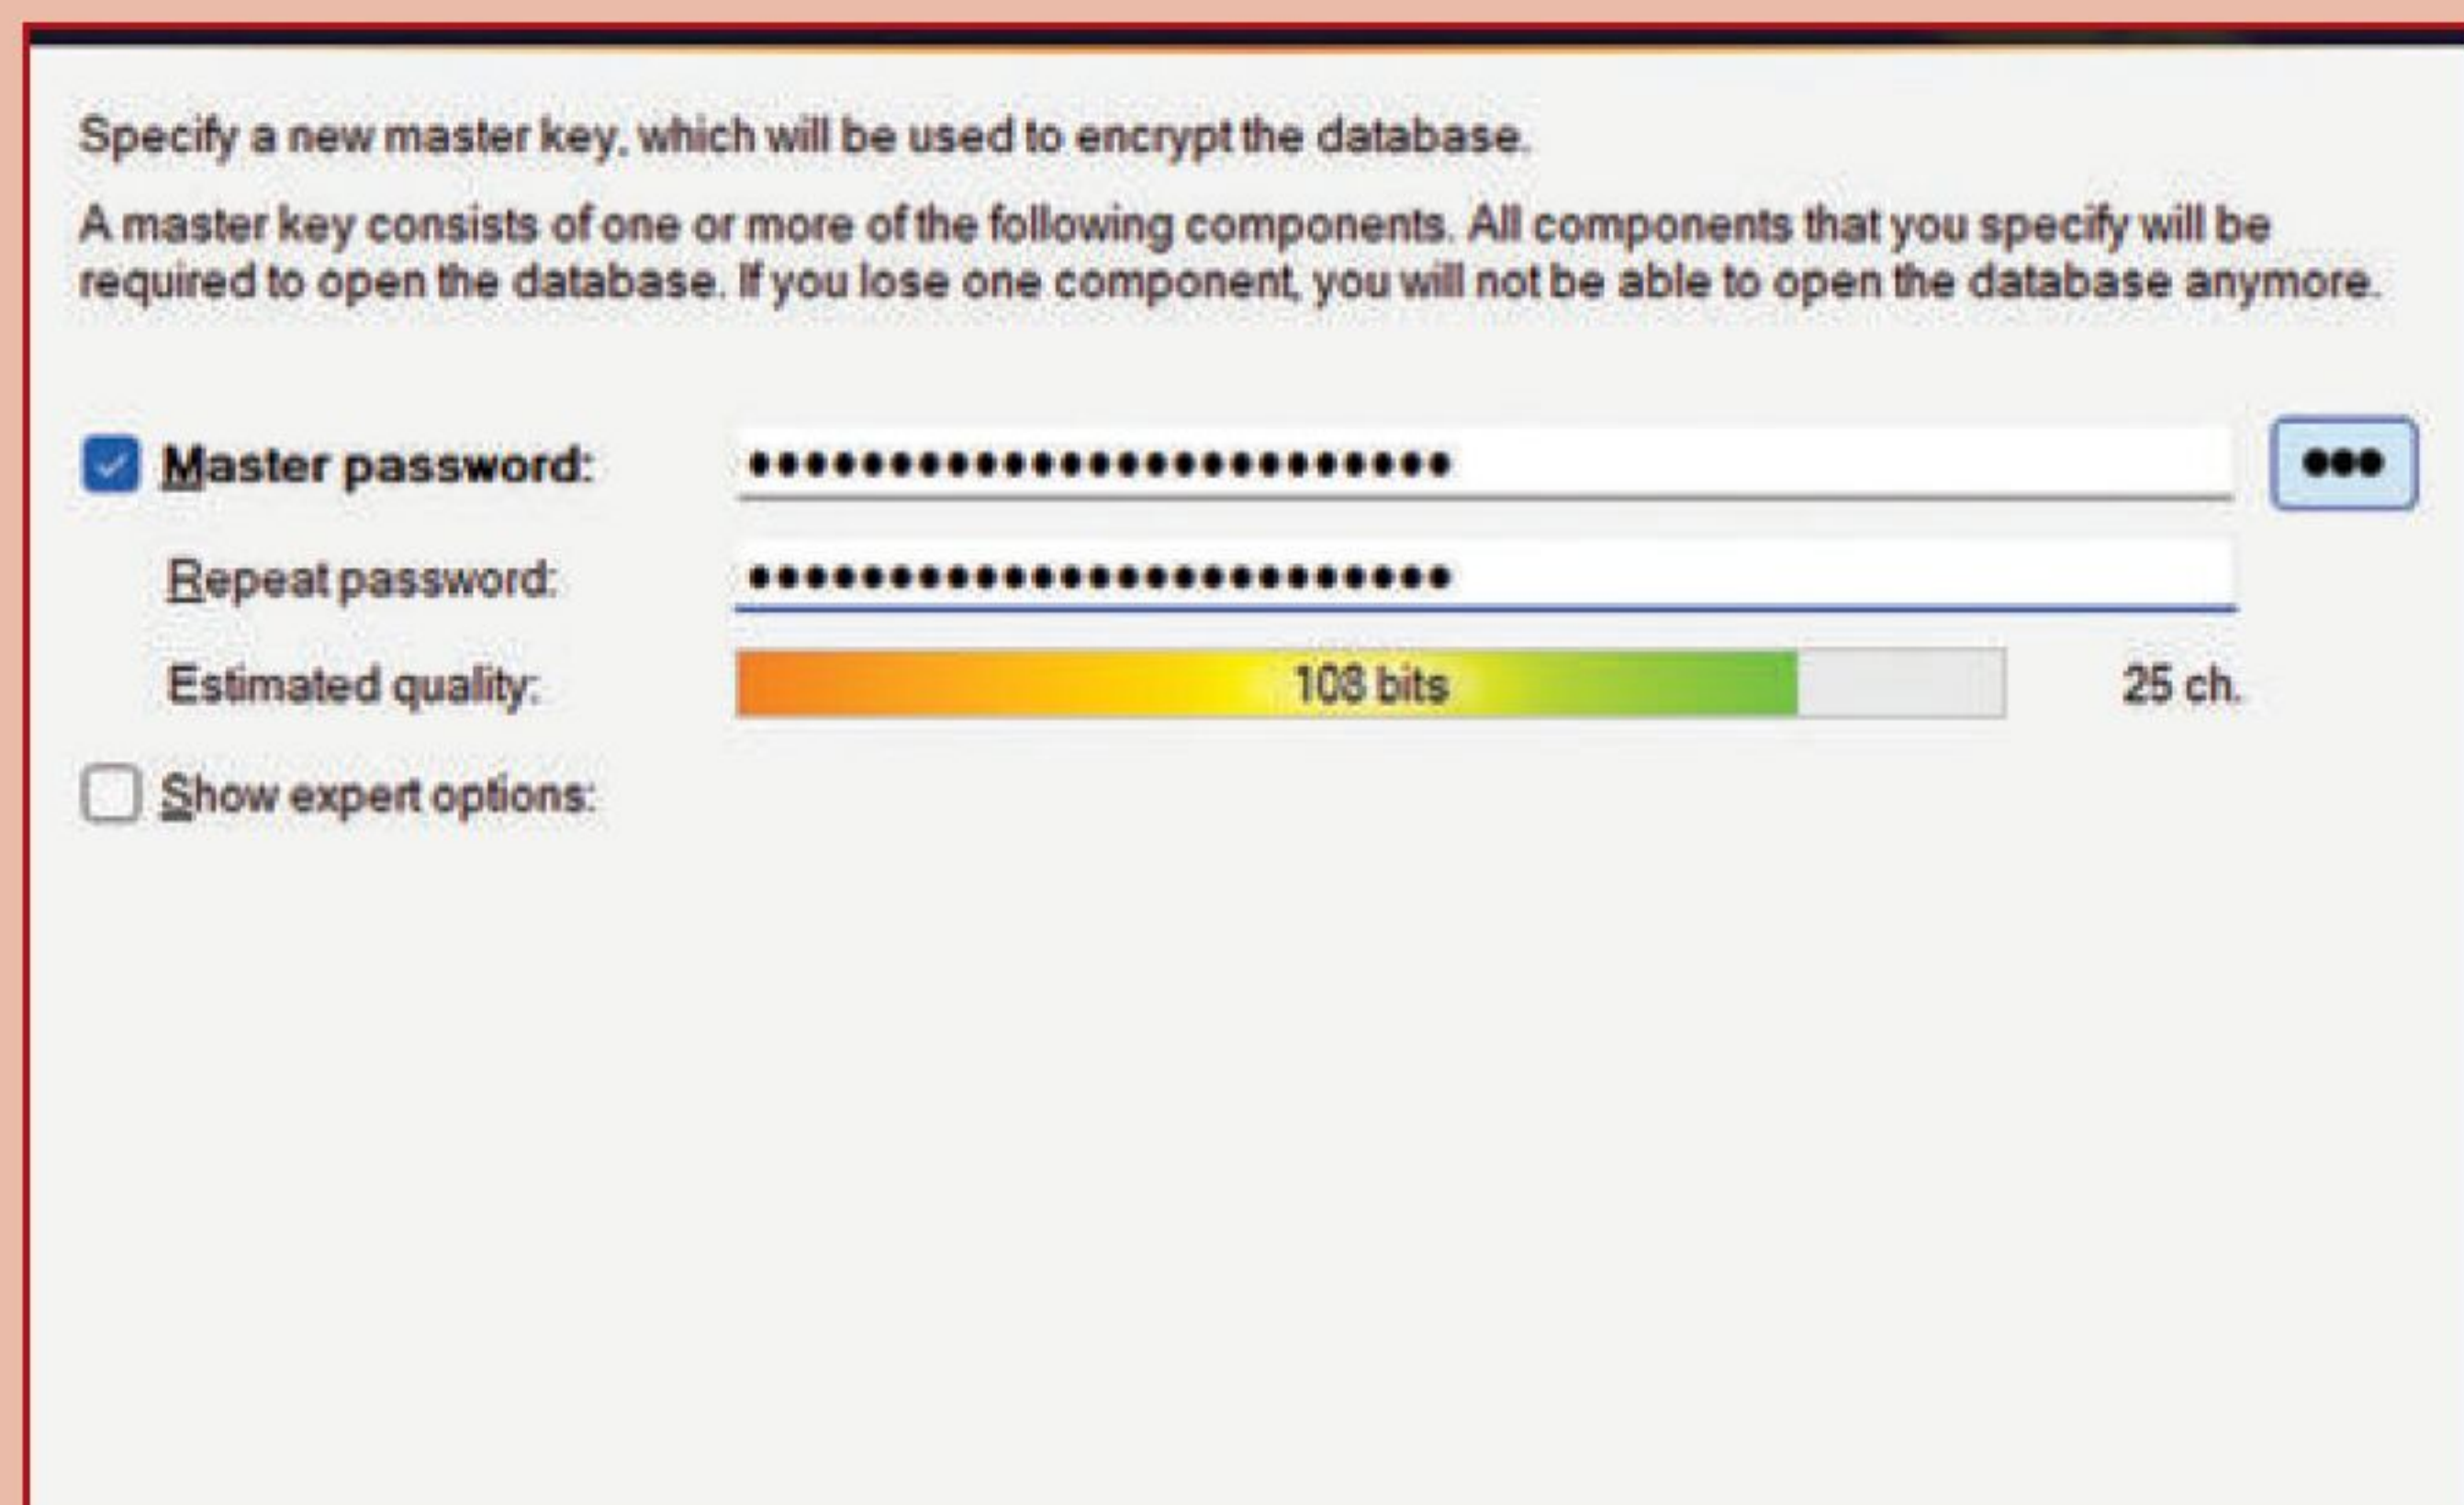 Specify a new master key, which will be used to encrypt the database.
A master key consists of one or more of the following components. All components that you specify will be
required to open the database. If you lose one component, you will not be able to open the database anymore.
Master password: •••••••••••••••••••••••••
Repeat password: •••••••••••••••••••••••••
Estimated quality: 108 bits 25 ch.
Show expert options: